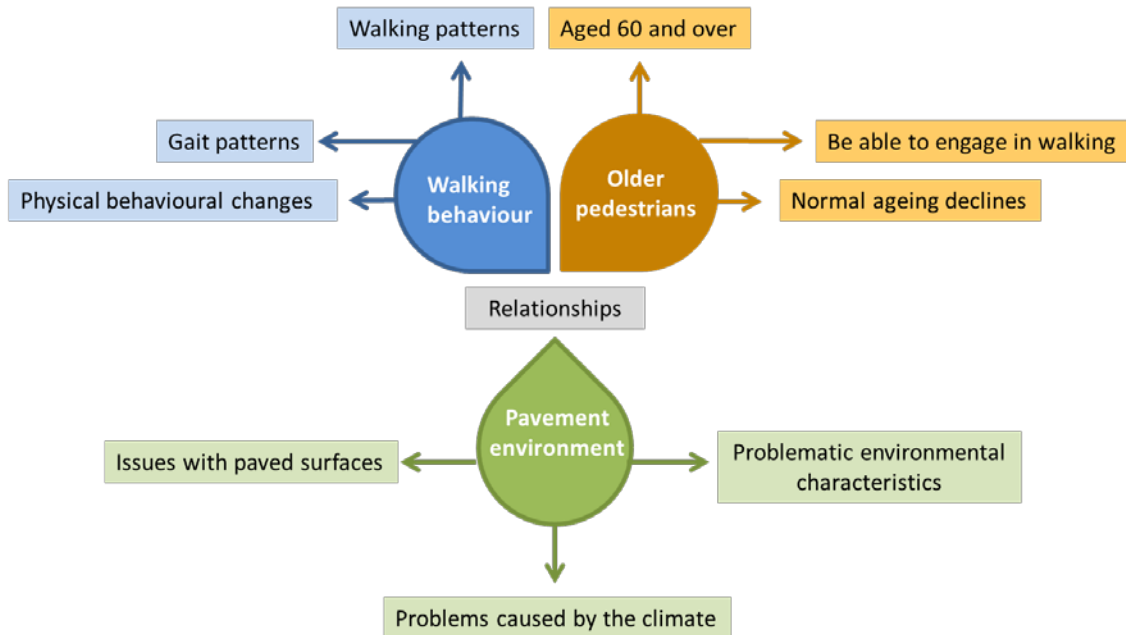 Walking patterns
Aged 60 and over
Gait patterns
Be able to engage in walking
Physical behavioural changes
Normal ageing declines
Walking
behaviour
Older
pedestrians
Relationships
Pavement
environment
Issues with paved surfaces
Problematic environmental
characteristics
Problems caused by the climate